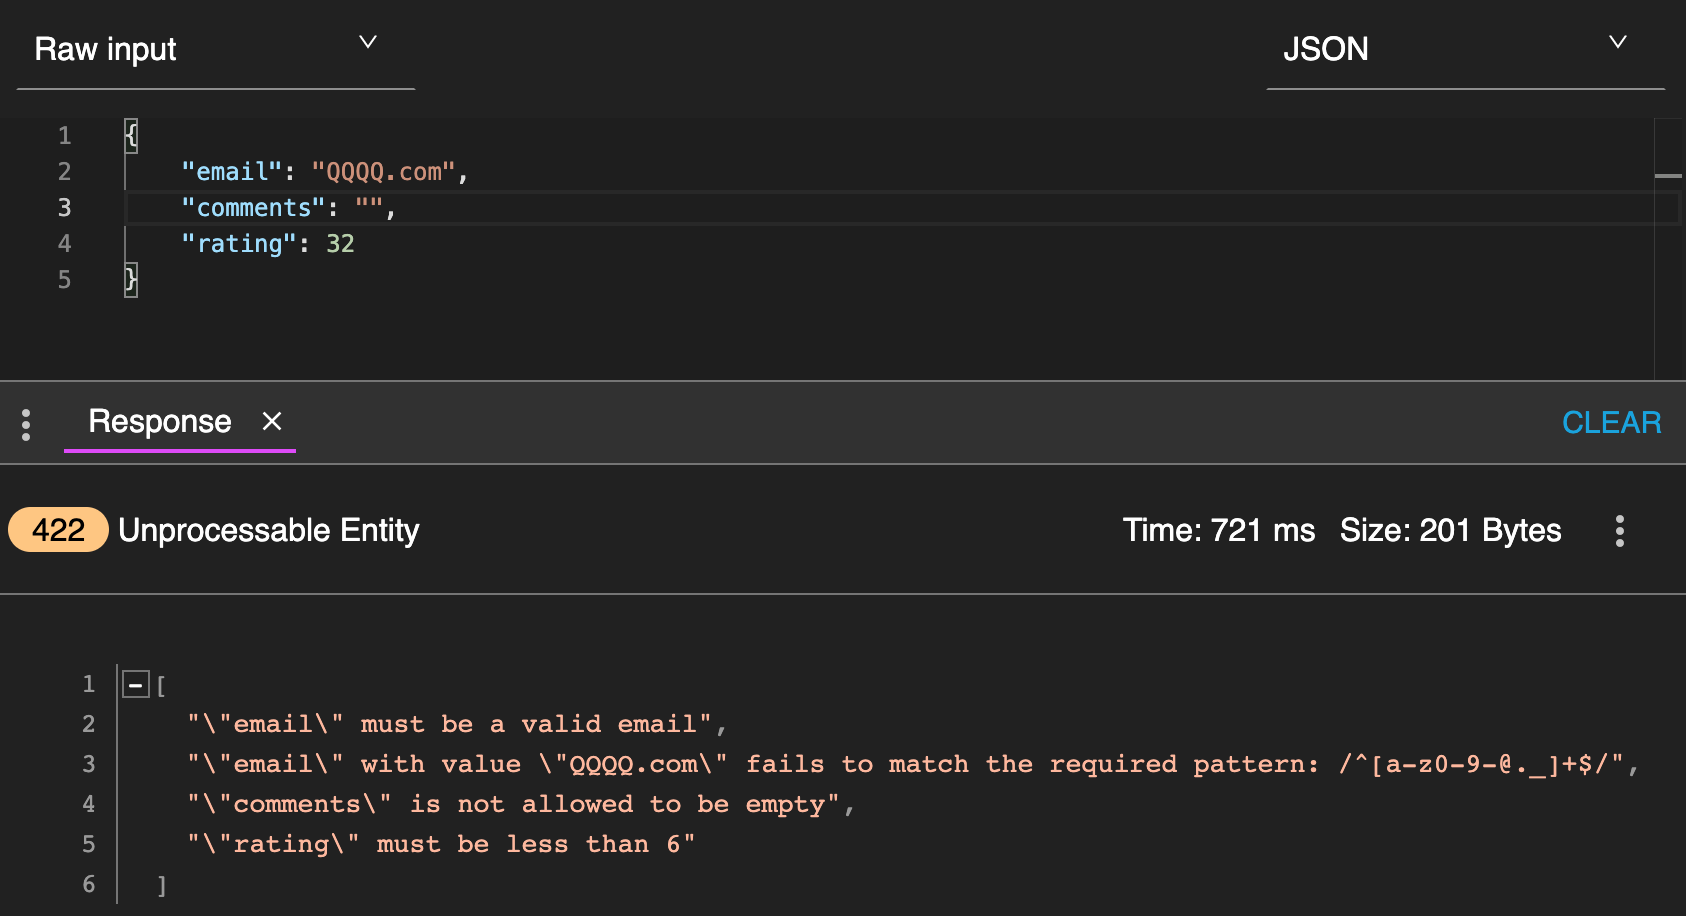 Raw input JSON
1 {
2 "email": "QQQQ.com",
3 "comments": "",
4 "rating": 32
5 }
Response × CLEAR
422 Unprocessable Entity Time: 721 ms Size: 201 Bytes
1 [
2 "\"email\" must be a valid email",
3 "\"email\" with value \"QQQQ.com\" fails to match the required pattern: /^[a-z0-9-@._]+$/",
4 "\"comments\" is not allowed to be empty",
5 "\"rating\" must be less than 6"
6 ]